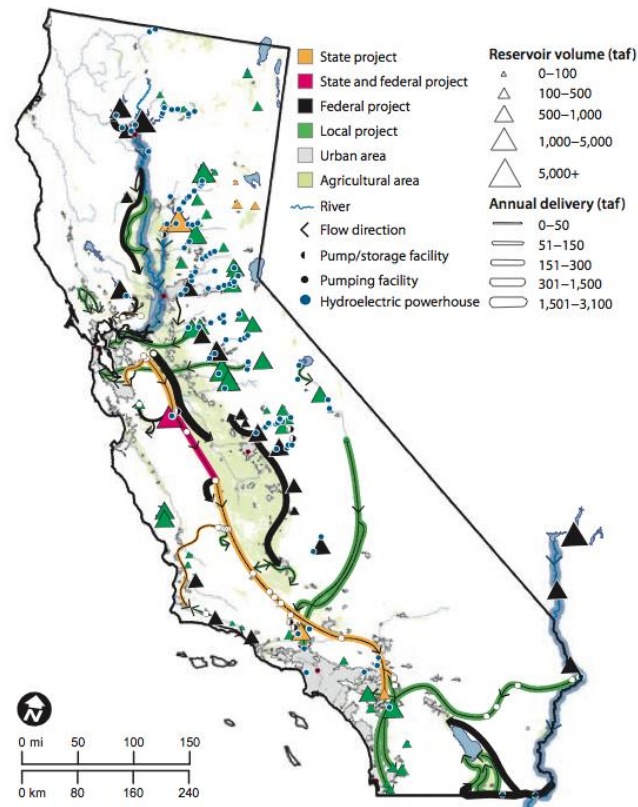 State project
State and federal project
Federal project
Local project
Urban area
Agricultural area
River
Flow direction
Pump/storage facility
Pumping facility
Hydroelectric powerhouse
Reservoir volume (taf)
0–100
100–500
500–1,000
1,000–5,000
5,000+
Annual delivery (taf)
0–50
51–150
151–300
301–1,500
1,501–3,100
N
0 mi 50 100 150
0 km 80 160 240